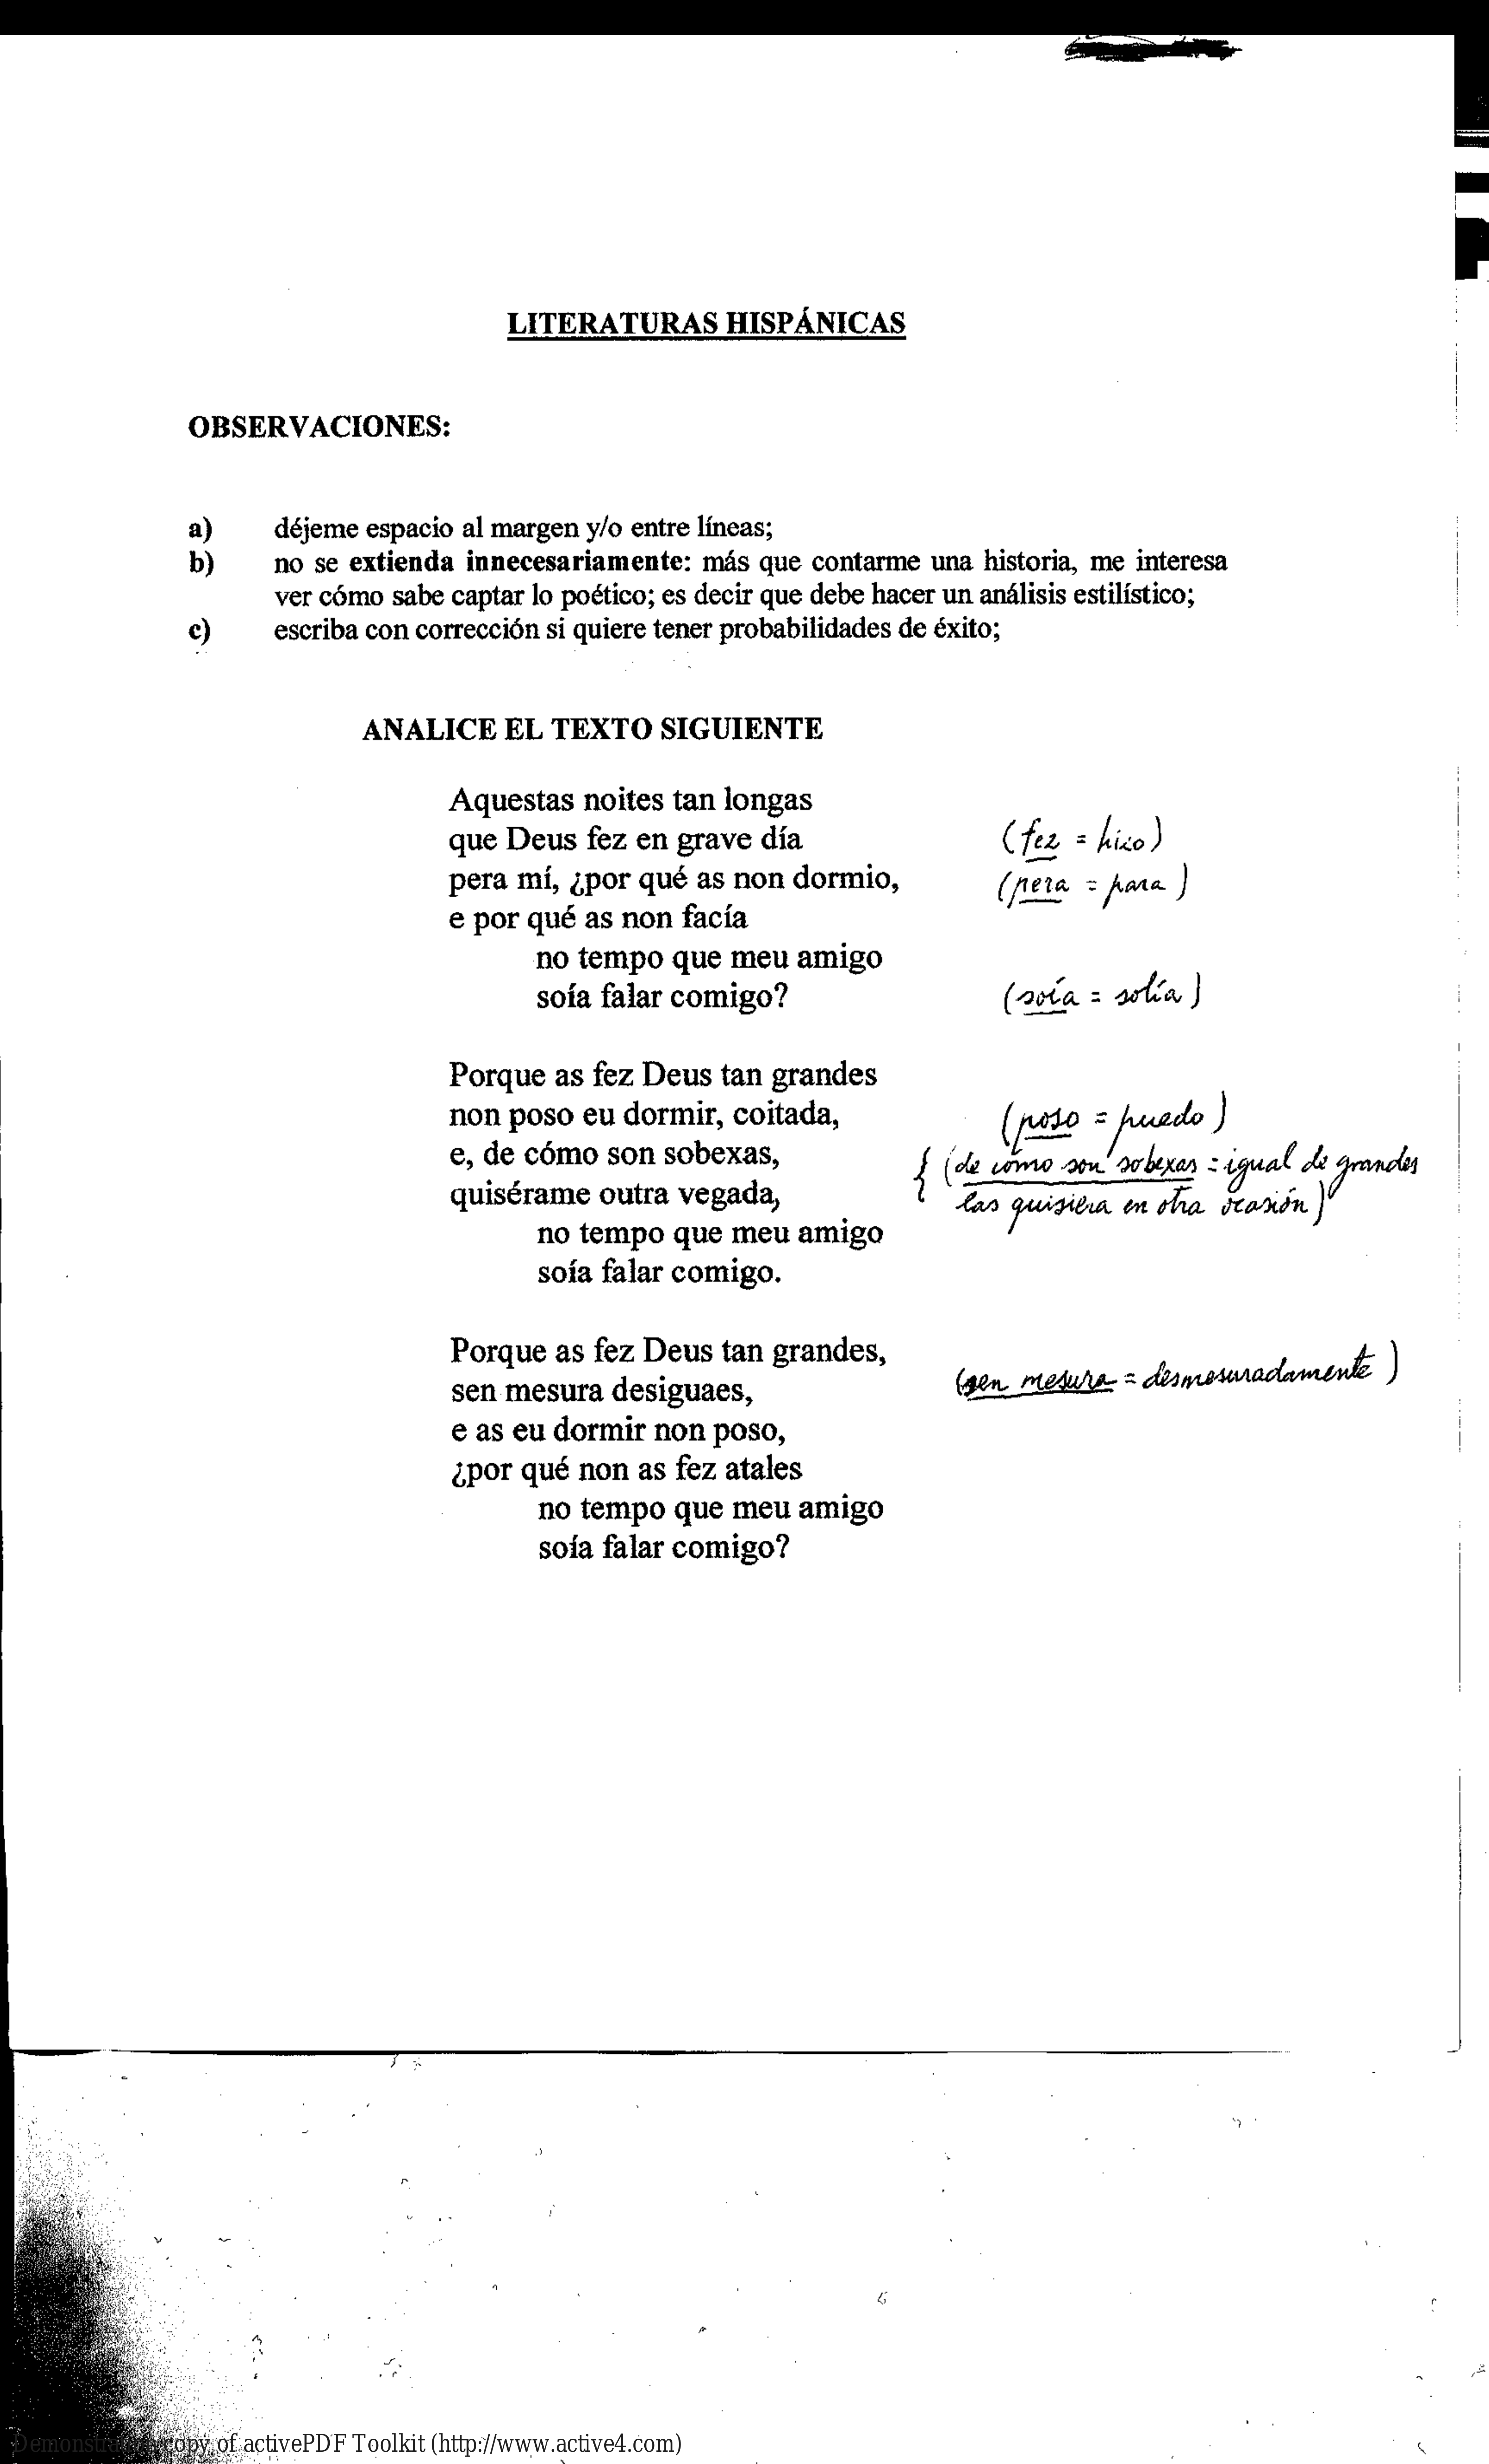 LITERATURAS HISPÁNICAS
OBSERVACIONES:
a) déjeme espacio al margen y/o entre líneas;
b) no se extienda innecesariamente: más que contarme una historia, me interesa
ver cómo sabe captar lo poético; es decir que debe hacer un análisis estilístico;
c) escriba con corrección si quiere tener probabilidades de éxito;
ANALICE EL TEXTO SIGUIENTE
Aquestas noites tan longas
que Deus fez en grave día (fez = hizo)
pera mí, ¿por qué as non dormio, (pera = para)
e por qué as non facía
no tempo que meu amigo
soía falar comigo? (soía = solía)
Porque as fez Deus tan grandes
non poso eu dormir, coitada, (poso = puedo)
e, de cómo son sobexas, { (de cómo son sobexas = igual de grandes
quisérame outra vegada, las quisiera en otra ocasión)
no tempo que meu amigo
soía falar comigo.
Porque as fez Deus tan grandes,
sen mesura desiguaes, (sen mesura = desmesuradamente)
e as eu dormir non poso,
¿por qué non as fez atales
no tempo que meu amigo
soía falar comigo?
Demonstration copy of activePDF Toolkit (http://www.active4.com)